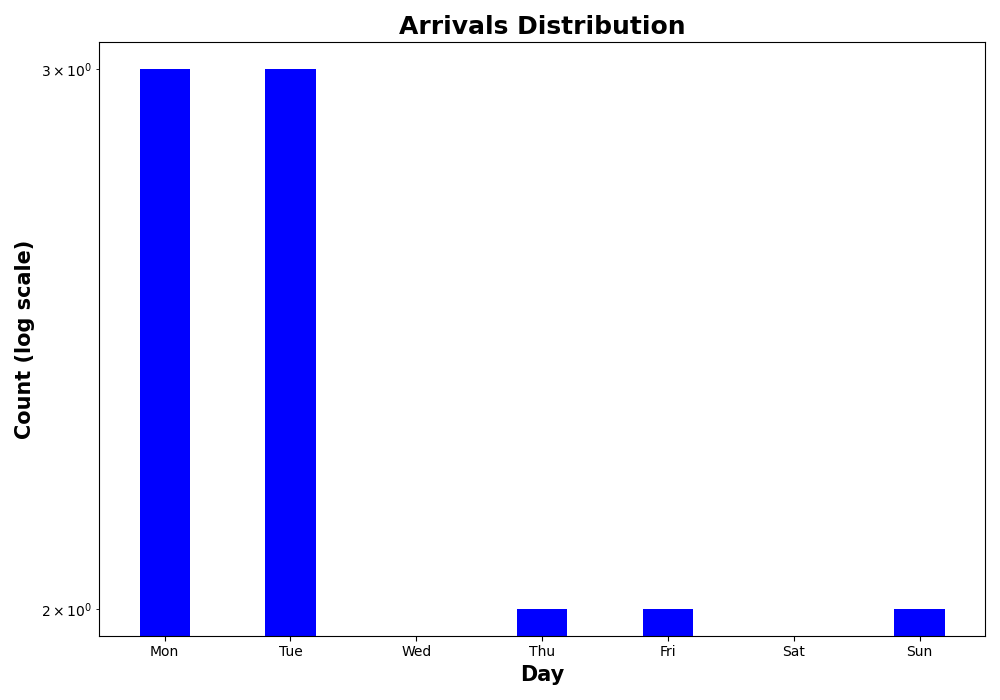 Arrivals Distribution
3 × 10⁰
Count (log scale)
2 × 10⁰
Mon Tue Wed Thu Fri Sat Sun
Day